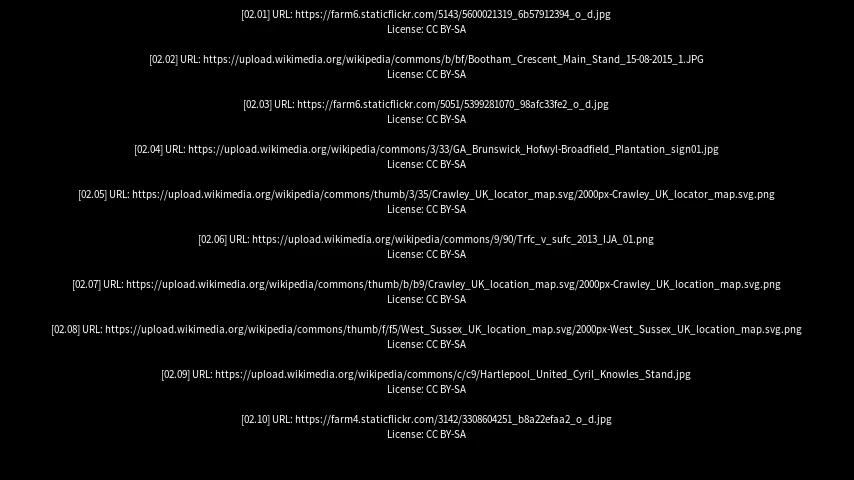 [02.01] URL: https://farm6.staticflickr.com/5143/5600021319_6b57912394_o_d.jpg
License: CC BY-SA
[02.02] URL: https://upload.wikimedia.org/wikipedia/commons/b/bf/Bootham_Crescent_Main_Stand_15-08-2015_1.JPG
License: CC BY-SA
[02.03] URL: https://farm6.staticflickr.com/5051/5399281070_98afc33fe2_o_d.jpg
License: CC BY-SA
[02.04] URL: https://upload.wikimedia.org/wikipedia/commons/3/33/GA_Brunswick_Hofwyl-Broadfield_Plantation_sign01.jpg
License: CC BY-SA
[02.05] URL: https://upload.wikimedia.org/wikipedia/commons/thumb/3/35/Crawley_UK_locator_map.svg/2000px-Crawley_UK_locator_map.svg.png
License: CC BY-SA
[02.06] URL: https://upload.wikimedia.org/wikipedia/commons/9/90/Trfc_v_sufc_2013_IJA_01.png
License: CC BY-SA
[02.07] URL: https://upload.wikimedia.org/wikipedia/commons/thumb/b/b9/Crawley_UK_location_map.svg/2000px-Crawley_UK_location_map.svg.png
License: CC BY-SA
[02.08] URL: https://upload.wikimedia.org/wikipedia/commons/thumb/f/f5/West_Sussex_UK_location_map.svg/2000px-West_Sussex_UK_location_map.svg.png
License: CC BY-SA
[02.09] URL: https://upload.wikimedia.org/wikipedia/commons/c/c9/Hartlepool_United_Cyril_Knowles_Stand.jpg
License: CC BY-SA
[02.10] URL: https://farm4.staticflickr.com/3142/3308604251_b8a22efaa2_o_d.jpg
License: CC BY-SA